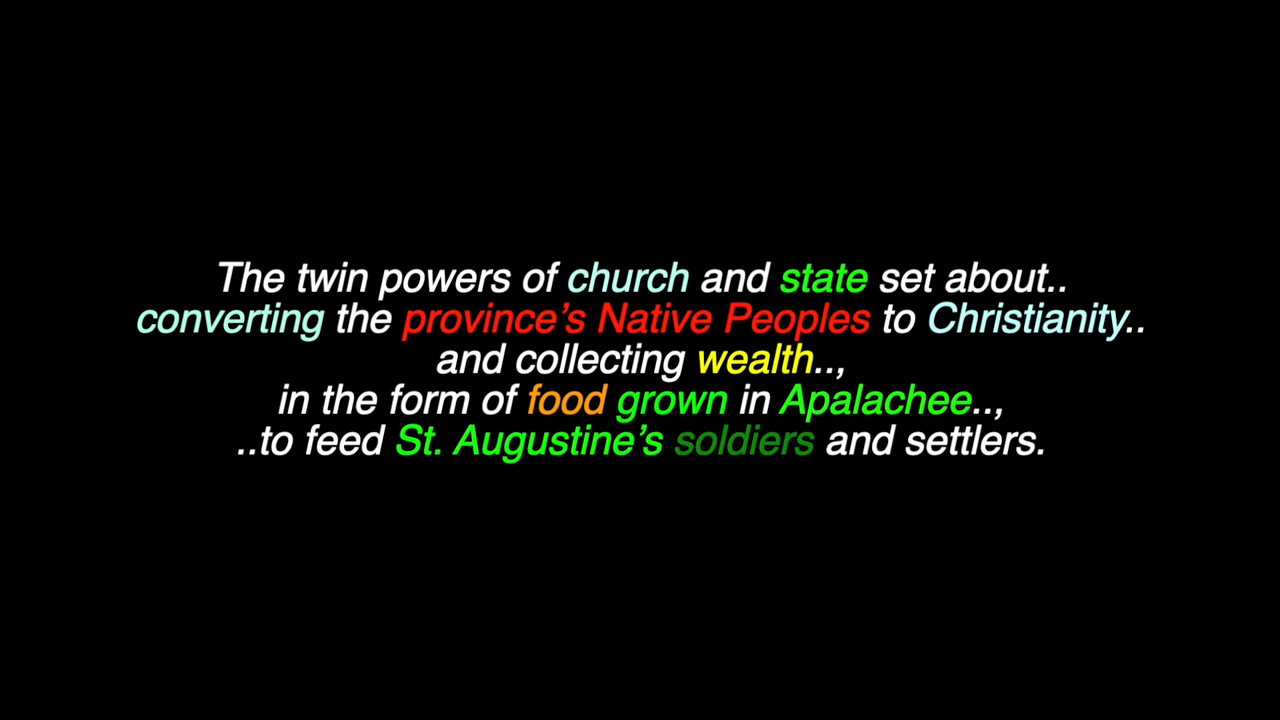 The twin powers of church and state set about..
converting the province’s Native Peoples to Christianity..
and collecting wealth..,
in the form of food grown in Apalachee..,
..to feed St. Augustine’s soldiers and settlers.